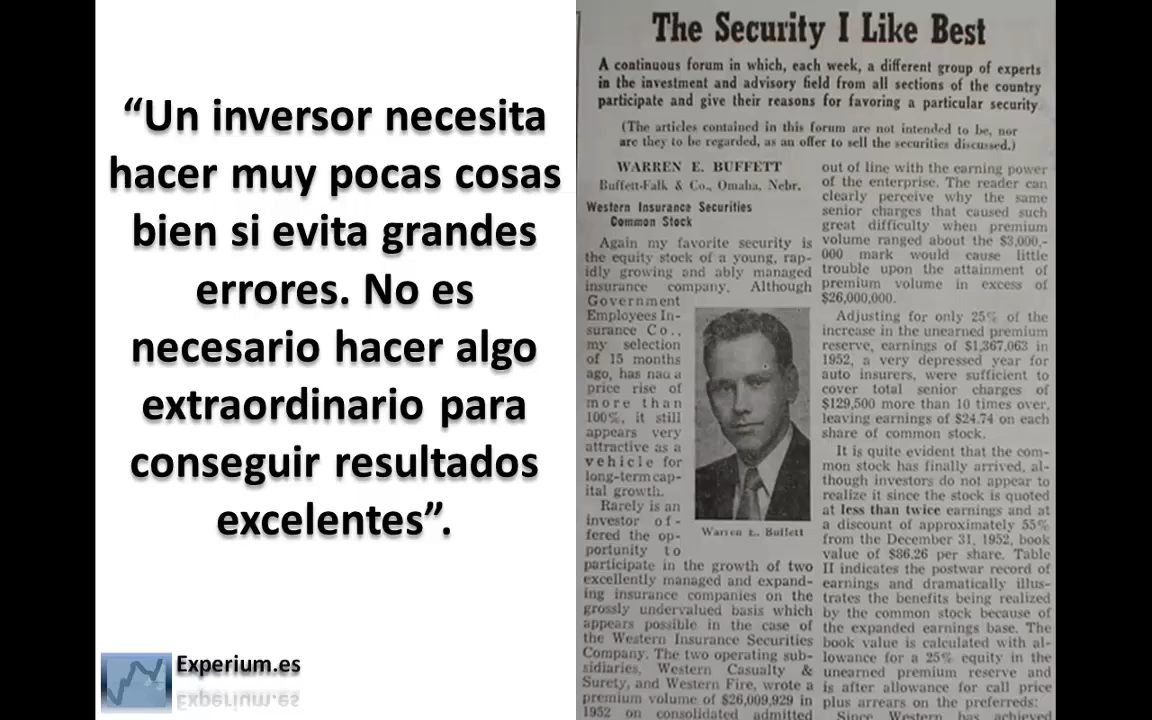 “Un inversor necesita
hacer muy pocas cosas
bien si evita grandes
errores. No es
necesario hacer algo
extraordinario para
conseguir resultados
excelentes”.
Experium.es
The Security I Like Best
A continuous forum in which, each week, a different group of experts
in the investment and advisory field from all sections of the country
participate and give their reasons for favoring a particular security
(The articles contained in this forum are not intended to be, nor
are they to be regarded, as an offer to sell the securities discussed.)
WARREN E. BUFFETT
Buffett-Falk & Co., Omaha, Nebr.
Western Insurance Securities
Common Stock
Again my favorite security is
the equity stock of a young, rap-
idly growing and ably managed
insurance company. Although
Government
Employees In-
surance Co.,
my selection
of 15 months
ago, has had a
price rise of
more than
100%, it still
appears very
attractive as a
vehicle for
long-term cap-
ital growth.
Rarely is an
investor of-
fered the op-
portunity to
participate in the growth of two
excellently managed and expand-
ing insurance companies on the
grossly undervalued basis which
appears possible in the case of
the Western Insurance Securities
Company. The two operating sub-
sidiaries, Western Casualty &
Surety, and Western Fire, wrote a
premium volume of $26,009,929 in
1952 on consolidated admitted
Warren E. Buffett
out of line with the earning power
of the enterprise. The reader can
clearly perceive why the same
senior charges that caused such
great difficulty when premium
volume ranged about the $3,000,-
000 mark would cause little
trouble upon the attainment of
premium volume in excess of
$26,000,000.
Adjusting for only 25% of the
increase in the unearned premium
reserve, earnings of $1,367,063 in
1952, a very depressed year for
auto insurers, were sufficient to
cover total senior charges of
$129,500 more than 10 times over,
leaving earnings of $24.74 on each
share of common stock.
It is quite evident that the com-
mon stock has finally arrived, al-
though investors do not appear to
realize it since the stock is quoted
at less than twice earnings and at
a discount of approximately 55%
from the December 31, 1952, book
value of $86.26 per share. Table
II indicates the postwar record of
earnings and dramatically illus-
trates the benefits being realized
by the common stock because of
the expanded earnings base. The
book value is calculated with al-
lowance for a 25% equity in the
unearned premium reserve and
is after allowance for call price
plus arrears on the preferreds:
Since Western has achieved